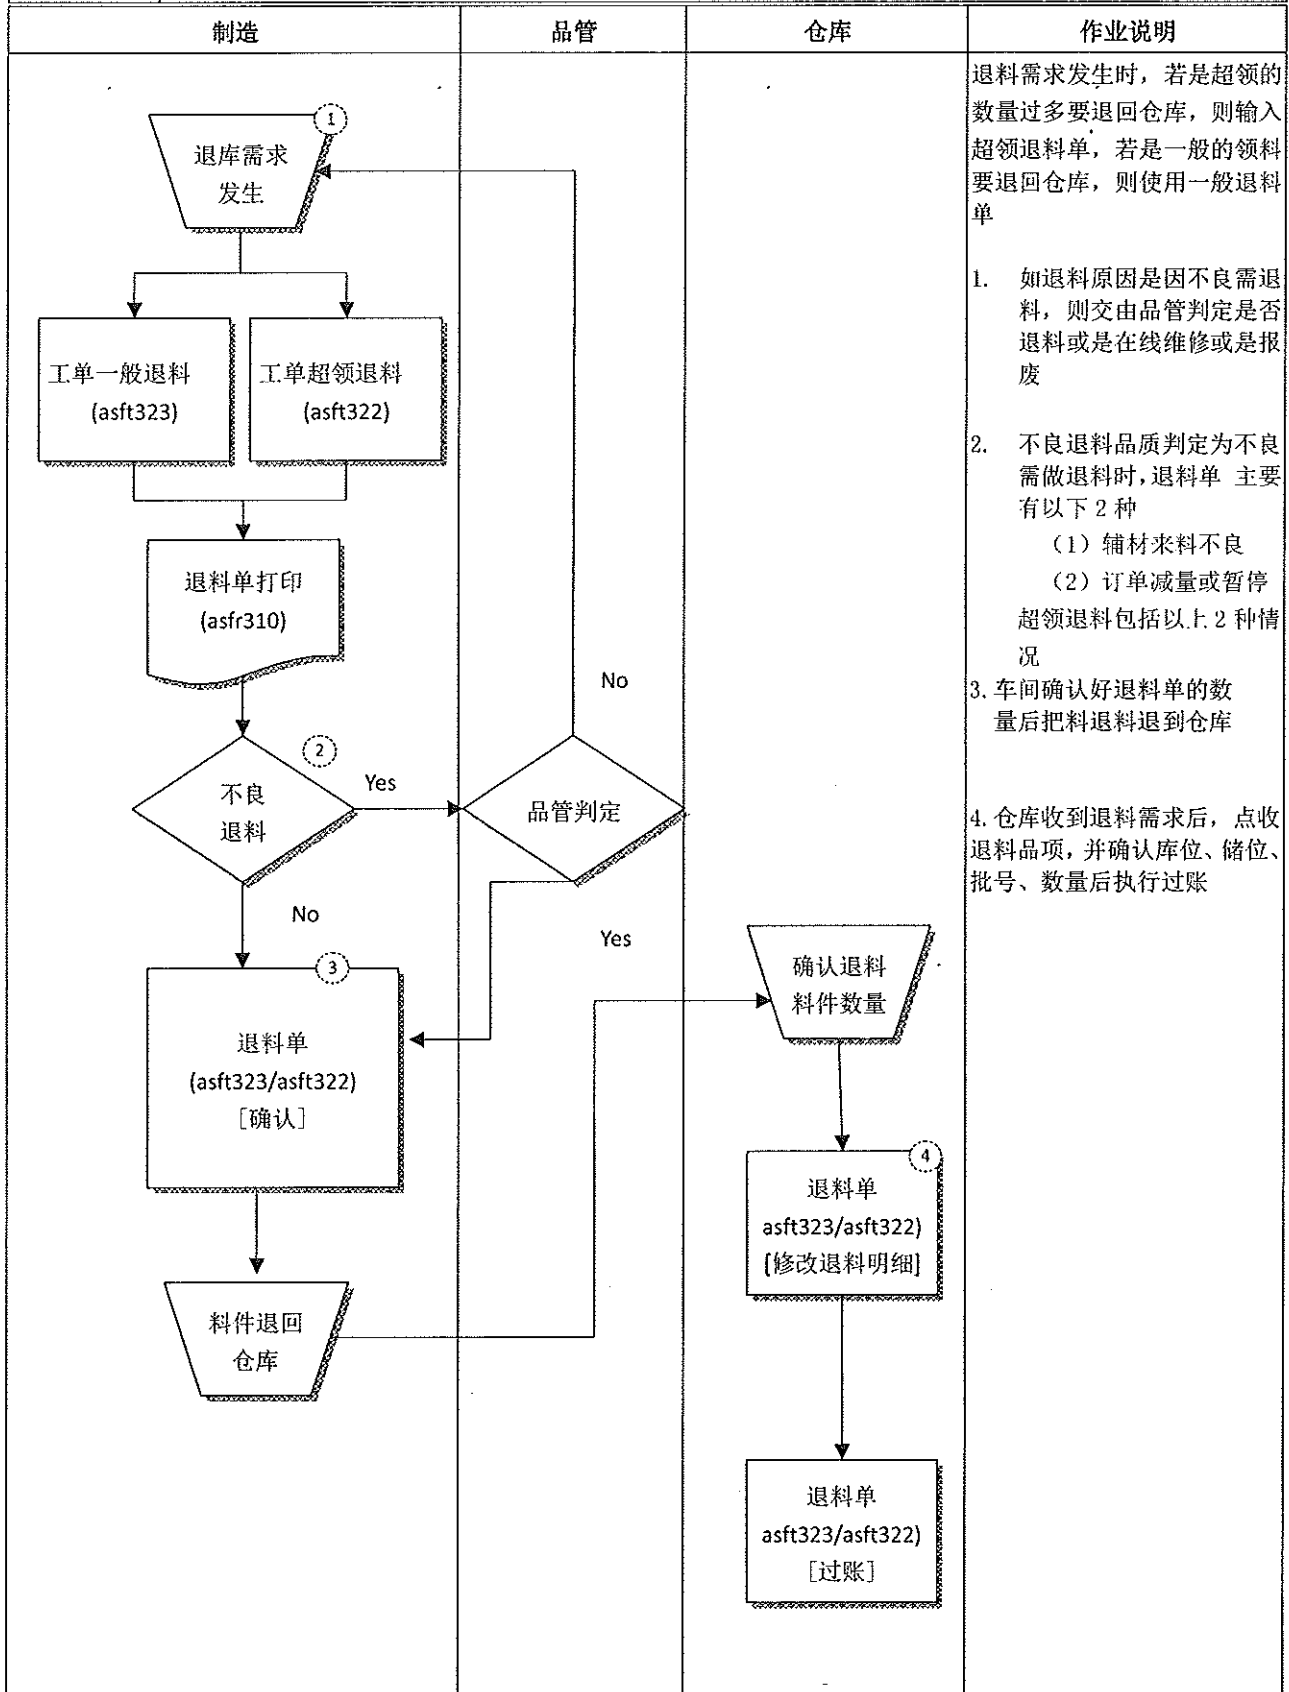 制造
品管
仓库
作业说明
①
退库需求
发生
工单一般退料
(asft323)
工单超领退料
(asft322)
退料单打印
(asfr310)
②
不良
退料
Yes
No
品管判定
No
Yes
③
退料单
(asft323/asft322)
[确认]
料件退回
仓库
确认退料
料件数量
④
退料单
asft323/asft322)
[修改退料明细]
退料单
asft323/asft322)
[过账]
退料需求发生时，若是超领的
数量过多要退回仓库，则输入
超领退料单，若是一般的领料
要退回仓库，则使用一般退料
单
1. 如退料原因是因不良需退
料，则交由品管判定是否
退料或是在线维修或是报
废
2. 不良退料品质判定为不良
需做退料时，退料单 主要
有以下 2 种
（1）辅材来料不良
（2）订单减量或暂停
超领退料包括以上 2 种情
况
3. 车间确认好退料单的数
量后把料退料退到仓库
4. 仓库收到退料需求后，点收
退料品项，并确认库位、储位、
批号、数量后执行过账